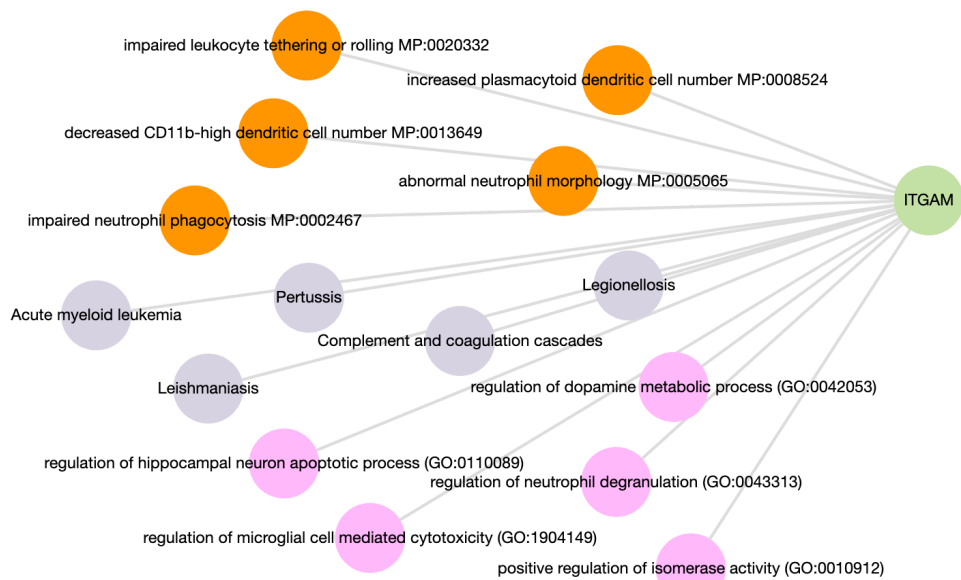 impaired leukocyte tethering or rolling MP:0020332
increased plasmacytoid dendritic cell number MP:0008524
decreased CD11b-high dendritic cell number MP:0013649
abnormal neutrophil morphology MP:0005065
ITGAM
impaired neutrophil phagocytosis MP:0002467
Legionellosis
Pertussis
Acute myeloid leukemia
Complement and coagulation cascades
Leishmaniasis
regulation of dopamine metabolic process (GO:0042053)
regulation of hippocampal neuron apoptotic process (GO:0110089)
regulation of neutrophil degranulation (GO:0043313)
regulation of microglial cell mediated cytotoxicity (GO:1904149)
positive regulation of isomerase activity (GO:0010912)